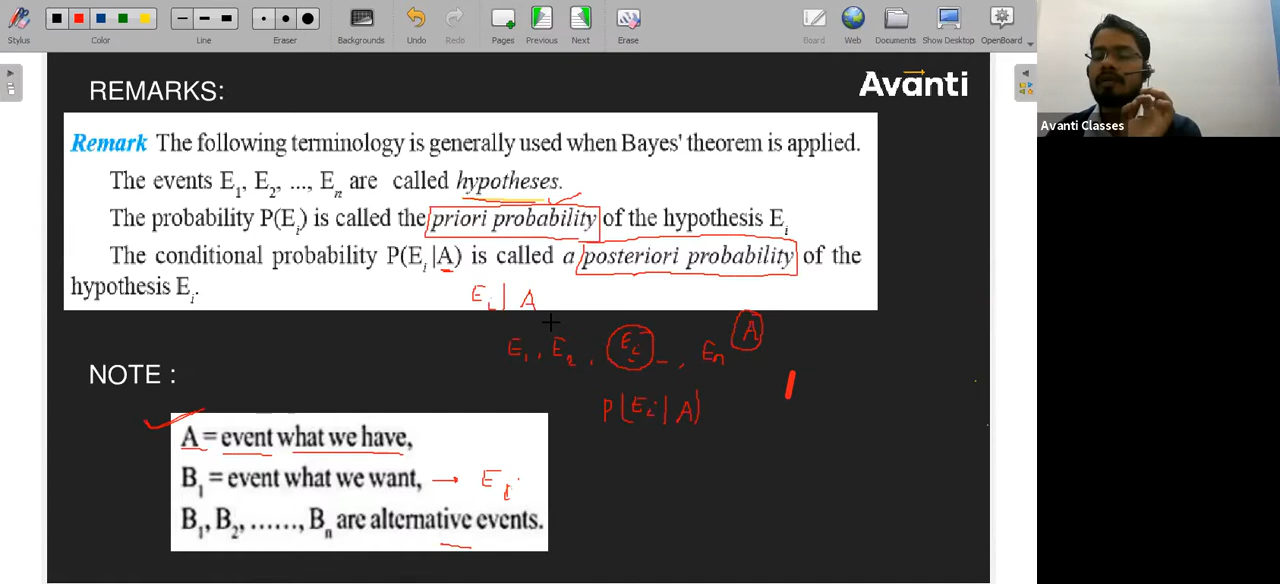 Stylus Color Line Eraser Backgrounds Undo Redo Pages Previous Next Erase Board Web Documents Show Desktop OpenBoard
REMARKS:
Avanti
Avanti Classes
Remark The following terminology is generally used when Bayes' theorem is applied.
The events E₁, E₂, ..., Eₙ are called hypotheses.
The probability P(Eᵢ) is called the priori probability of the hypothesis Eᵢ
The conditional probability P(Eᵢ |A) is called a posteriori probability of the
hypothesis Eᵢ.
Eᵢ | A
E₁, E₂, Eᵢ –, Eₙ A
P(Eᵢ | A)
NOTE :
A = event what we have,
B₁ = event what we want, → Eᵢ
B₁, B₂, ......, Bₙ are alternative events.